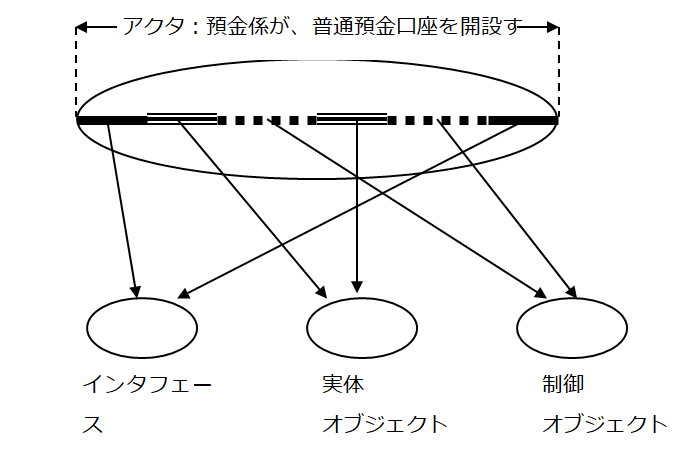 アクタ：預金係が、普通預金口座を開設す
インタフェー
ス
実体
オブジェクト
制御
オブジェクト